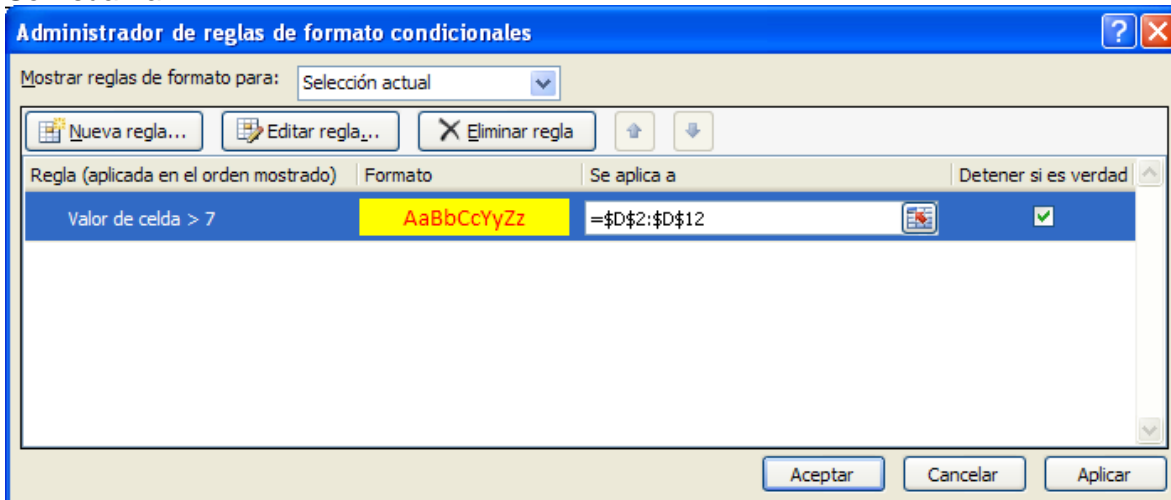 Administrador de reglas de formato condicionales
Mostrar reglas de formato para: Selección actual
Nueva regla... Editar regla... Eliminar regla
Regla (aplicada en el orden mostrado) Formato Se aplica a Detener si es verdad
Valor de celda > 7 AaBbCcYyZz =$D$2:$D$12
Aceptar Cancelar Aplicar